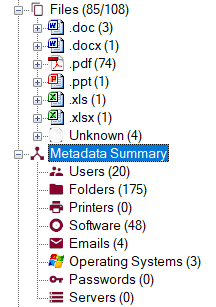 Files (85/108)
.doc (3)
.docx (1)
.pdf (74)
.ppt (1)
.xls (1)
.xlsx (1)
Unknown (4)
Metadata Summary
Users (20)
Folders (175)
Printers (0)
Software (48)
Emails (4)
Operating Systems (3)
Passwords (0)
Servers (0)